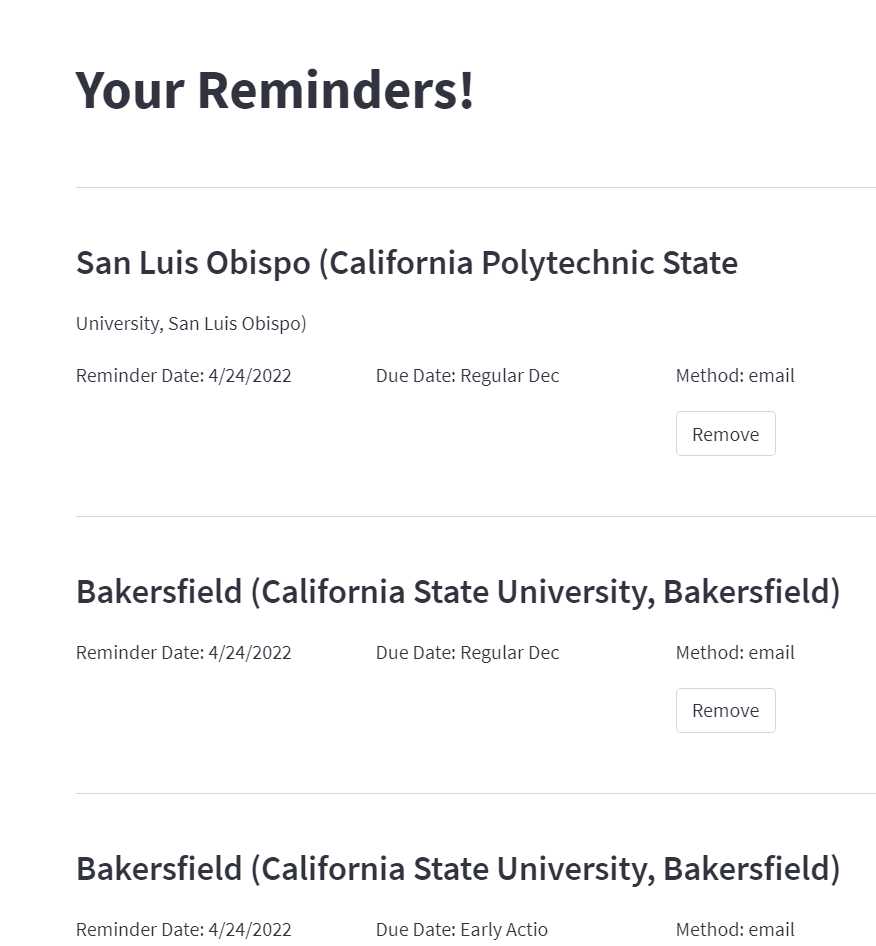 Your Reminders!
San Luis Obispo (California Polytechnic State
University, San Luis Obispo)
Reminder Date: 4/24/2022 Due Date: Regular Dec Method: email
Remove
Bakersfield (California State University, Bakersfield)
Reminder Date: 4/24/2022 Due Date: Regular Dec Method: email
Remove
Bakersfield (California State University, Bakersfield)
Reminder Date: 4/24/2022 Due Date: Early Actio Method: email